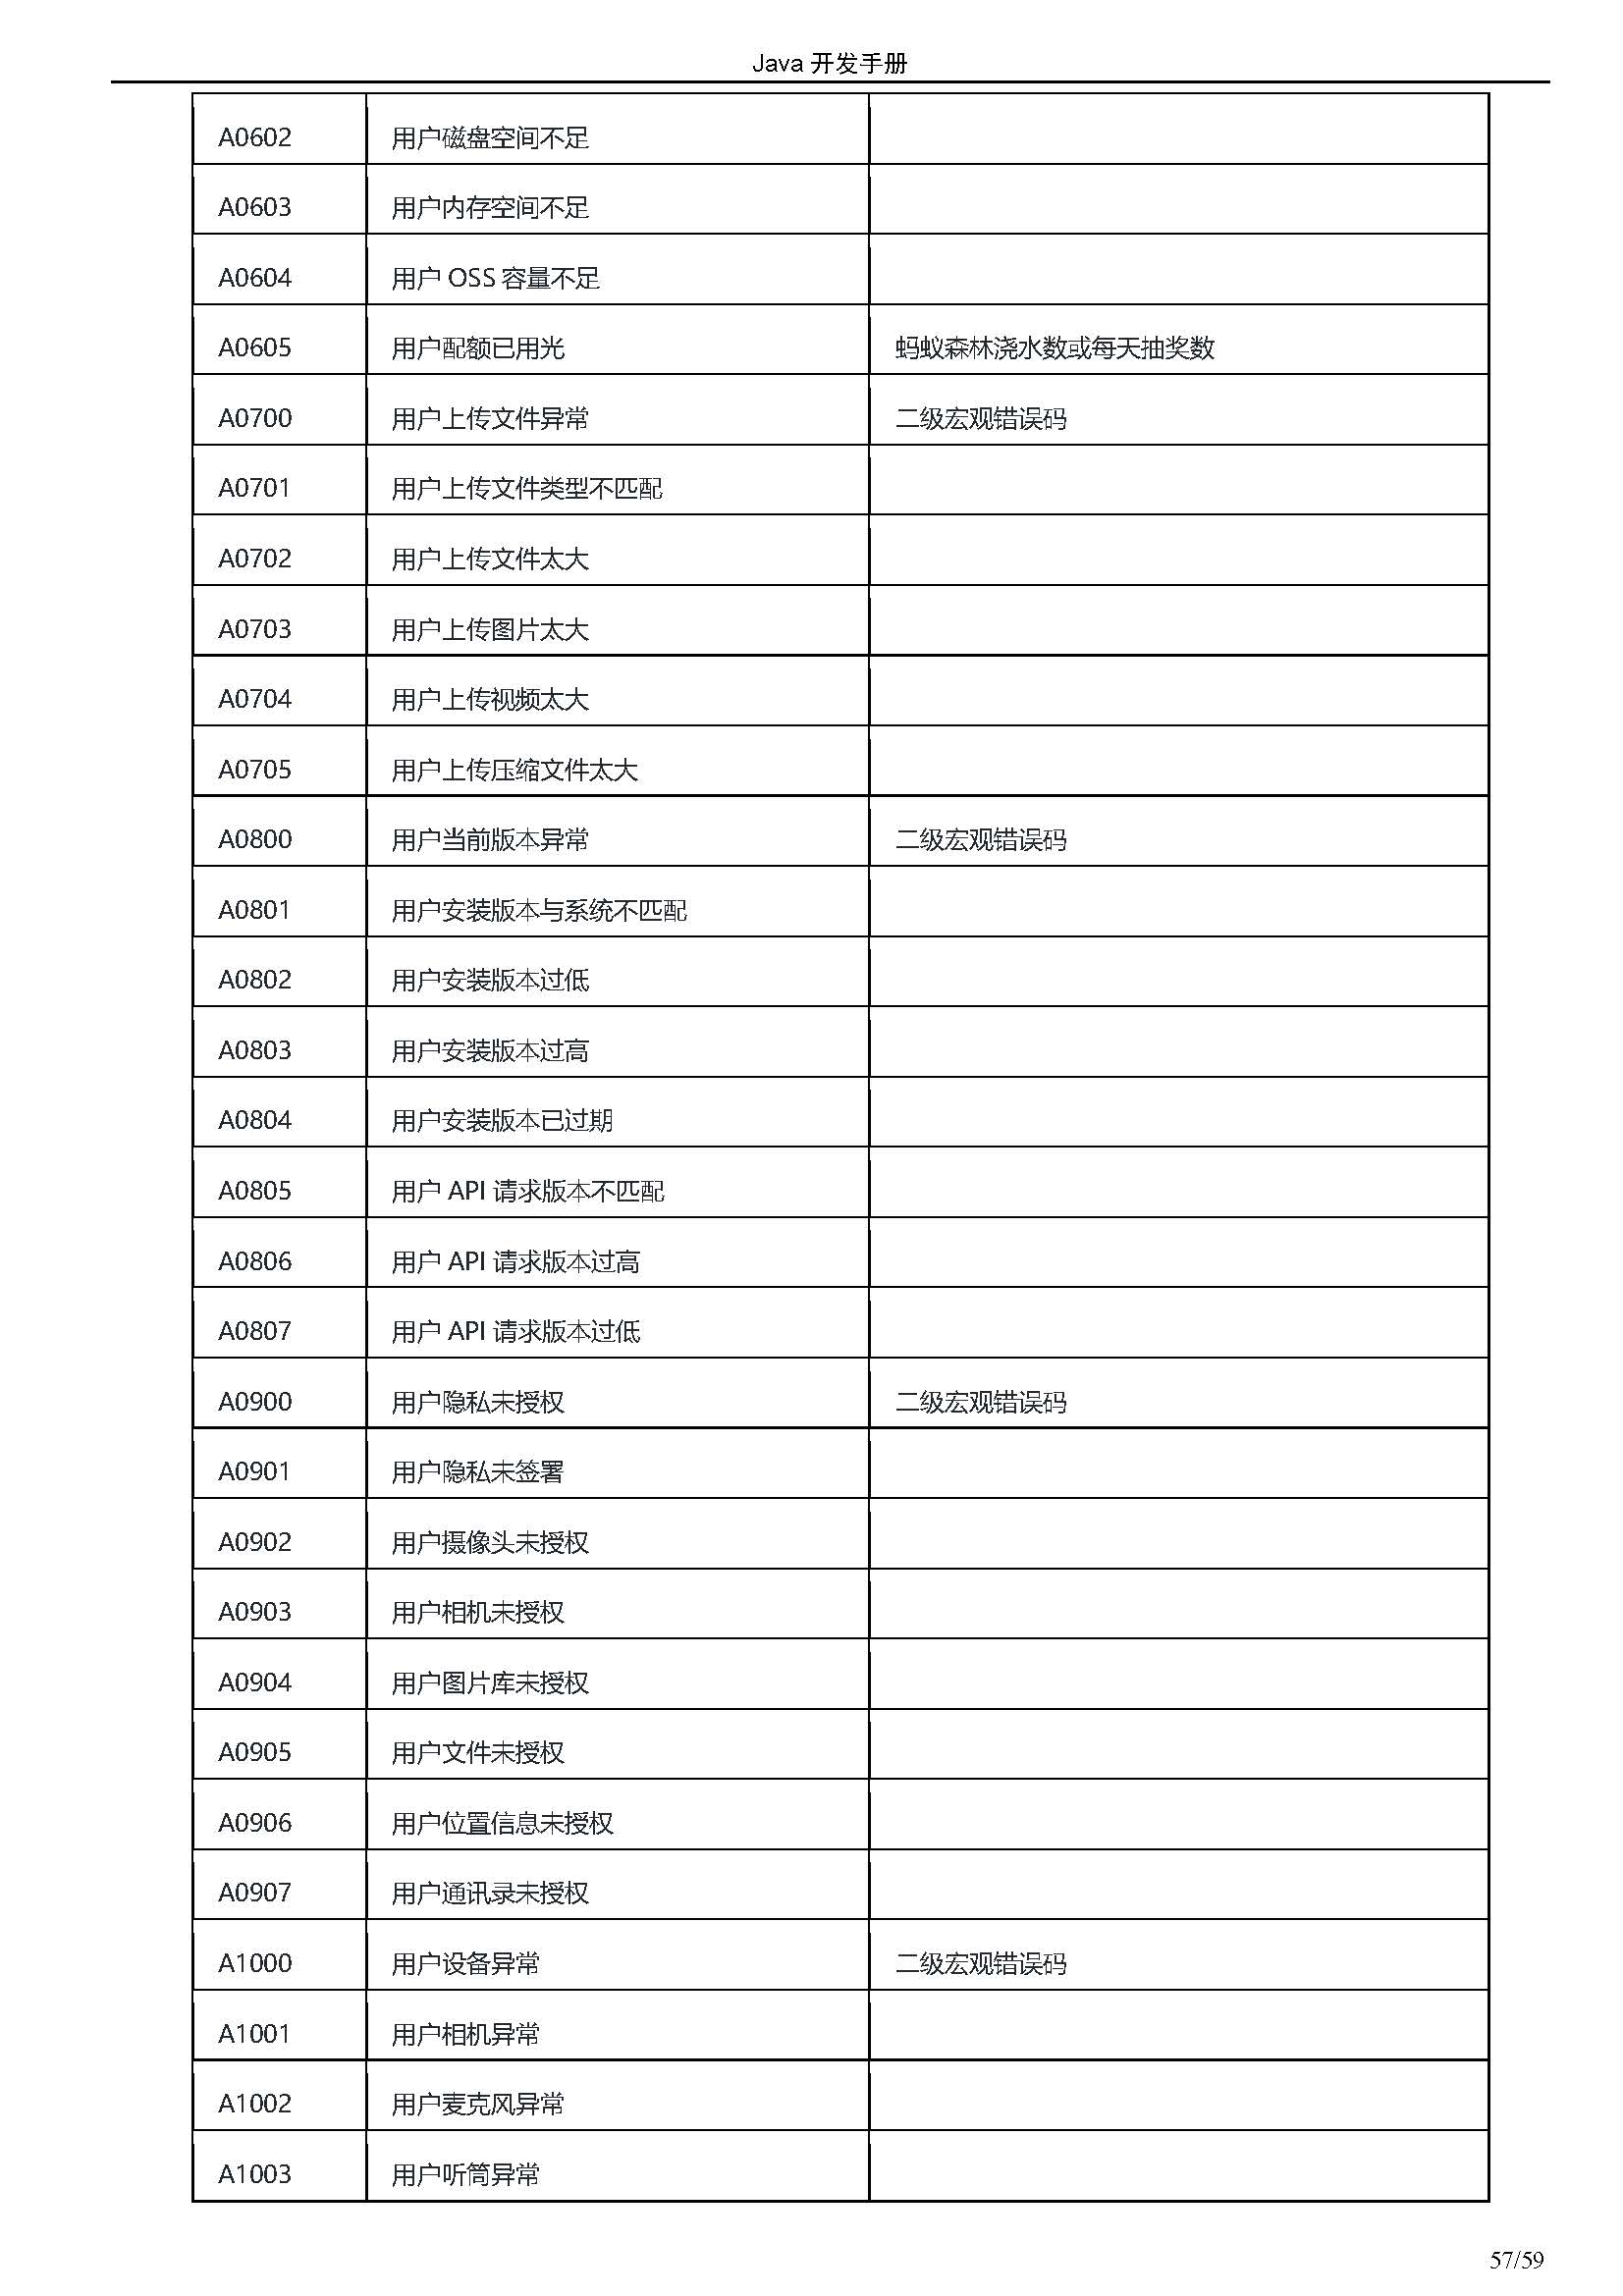 Java 开发手册
A0602 用户磁盘空间不足
A0603 用户内存空间不足
A0604 用户 OSS 容量不足
A0605 用户配额已用光 蚂蚁森林浇水数或每天抽奖数
A0700 用户上传文件异常 二级宏观错误码
A0701 用户上传文件类型不匹配
A0702 用户上传文件太大
A0703 用户上传图片太大
A0704 用户上传视频太大
A0705 用户上传压缩文件太大
A0800 用户当前版本异常 二级宏观错误码
A0801 用户安装版本与系统不匹配
A0802 用户安装版本过低
A0803 用户安装版本过高
A0804 用户安装版本已过期
A0805 用户 API 请求版本不匹配
A0806 用户 API 请求版本过高
A0807 用户 API 请求版本过低
A0900 用户隐私未授权 二级宏观错误码
A0901 用户隐私未签署
A0902 用户摄像头未授权
A0903 用户相机未授权
A0904 用户图片库未授权
A0905 用户文件未授权
A0906 用户位置信息未授权
A0907 用户通讯录未授权
A1000 用户设备异常 二级宏观错误码
A1001 用户相机异常
A1002 用户麦克风异常
A1003 用户听筒异常
57/59